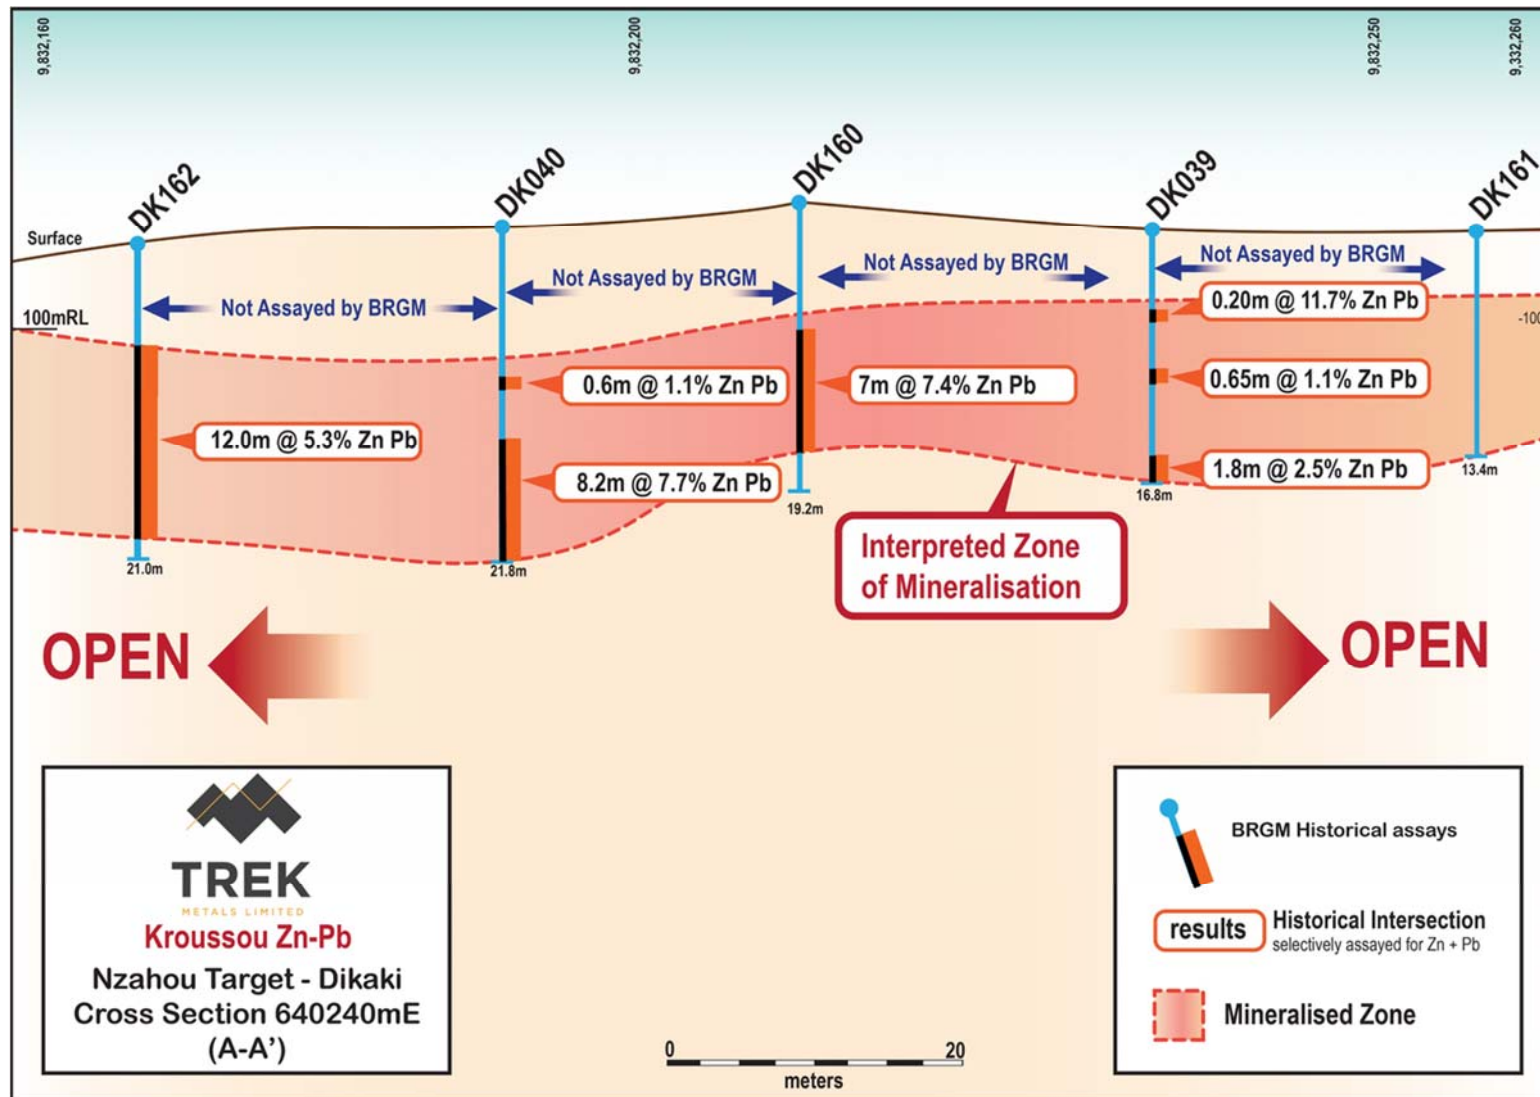 9,832,160
9,832,200
9,832,250
9,332,260
DK162
DK040
DK160
DK039
DK161
Surface
Not Assayed by BRGM
Not Assayed by BRGM
Not Assayed by BRGM
Not Assayed by BRGM
100mRL
-100
0.20m @ 11.7% Zn Pb
0.6m @ 1.1% Zn Pb
7m @ 7.4% Zn Pb
0.65m @ 1.1% Zn Pb
12.0m @ 5.3% Zn Pb
8.2m @ 7.7% Zn Pb
1.8m @ 2.5% Zn Pb
21.0m
21.8m
19.2m
16.8m
13.4m
Interpreted Zone
of Mineralisation
OPEN
OPEN
TREK
METALS LIMITED
Kroussou Zn-Pb
Nzahou Target - Dikaki
Cross Section 640240mE
(A-A')
0 20
meters
BRGM Historical assays
results
Historical Intersection
selectively assayed for Zn + Pb
Mineralised Zone